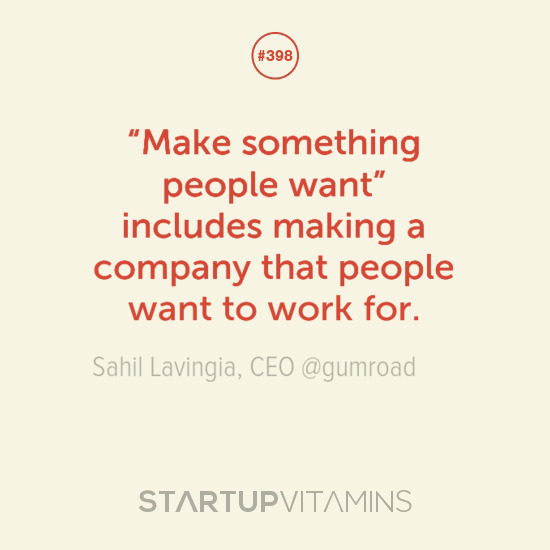 #398
“Make something
people want”
includes making a
company that people
want to work for.
Sahil Lavingia, CEO @gumroad
STARTUPVITAMINS